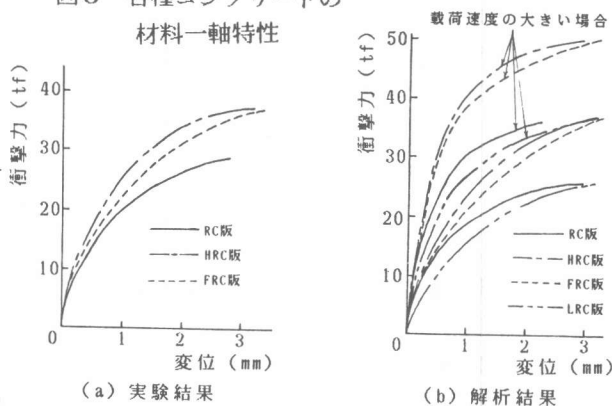 図8 各種コンクリートの
材料一軸特性
衝撃力(tf)
40
30
20
10
0
1
2
3
変位(mm)
RC版
HRC版
FRC版
(a) 実験結果
載荷速度の大きい場合
衝撃力(tf)
50
40
30
20
10
0
1
2
3
変位(mm)
RC版
HRC版
FRC版
LRC版
(b) 解析結果